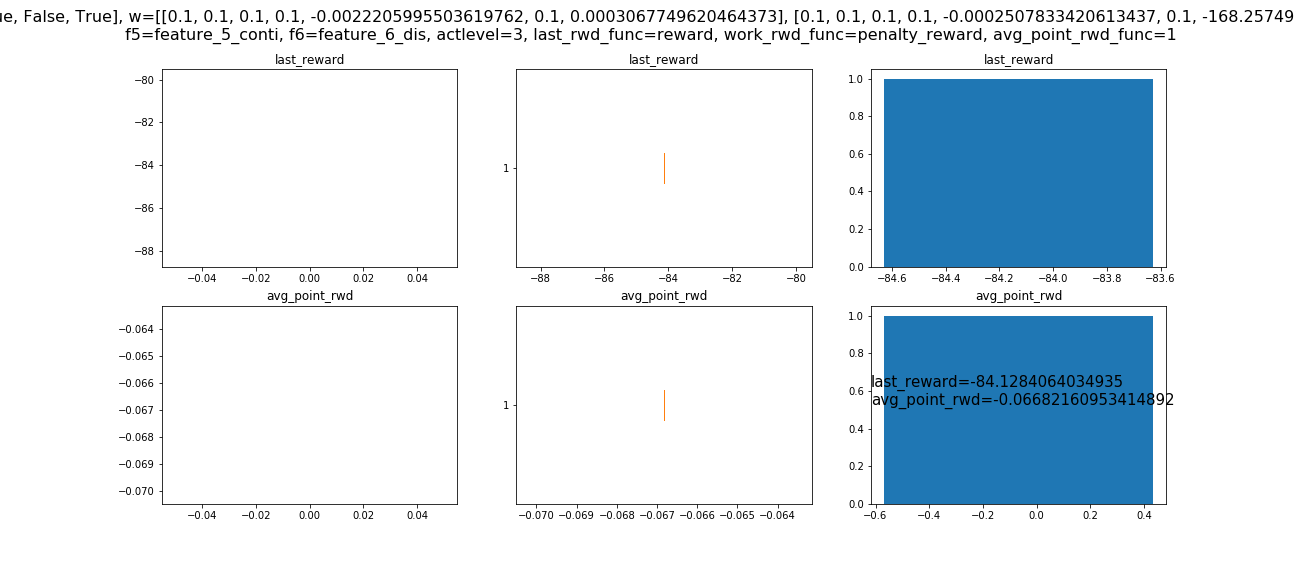 e, False, True], w=[[0.1, 0.1, 0.1, 0.1, -0.0022205995503619762, 0.1, 0.0003067749620464373], [0.1, 0.1, 0.1, 0.1, -0.0002507833420613437, 0.1, -168.25749
f5=feature_5_conti, f6=feature_6_dis, actlevel=3, last_rwd_func=reward, work_rwd_func=penalty_reward, avg_point_rwd_func=1
last_reward
−80
−82
−84
−86
−88
−0.04 −0.02 0.00 0.02 0.04
last_reward
1
−88 −86 −84 −82 −80
last_reward
1.0
0.8
0.6
0.4
0.2
0.0
−84.6 −84.4 −84.2 −84.0 −83.8 −83.6
avg_point_rwd
−0.064
−0.065
−0.066
−0.067
−0.068
−0.069
−0.070
−0.04 −0.02 0.00 0.02 0.04
avg_point_rwd
1
−0.070 −0.069 −0.068 −0.067 −0.066 −0.065 −0.064
avg_point_rwd
1.0
0.8
0.6
0.4
0.2
0.0
last_reward=-84.1284064034935
avg_point_rwd=-0.06682160953414892
−0.6 −0.4 −0.2 0.0 0.2 0.4